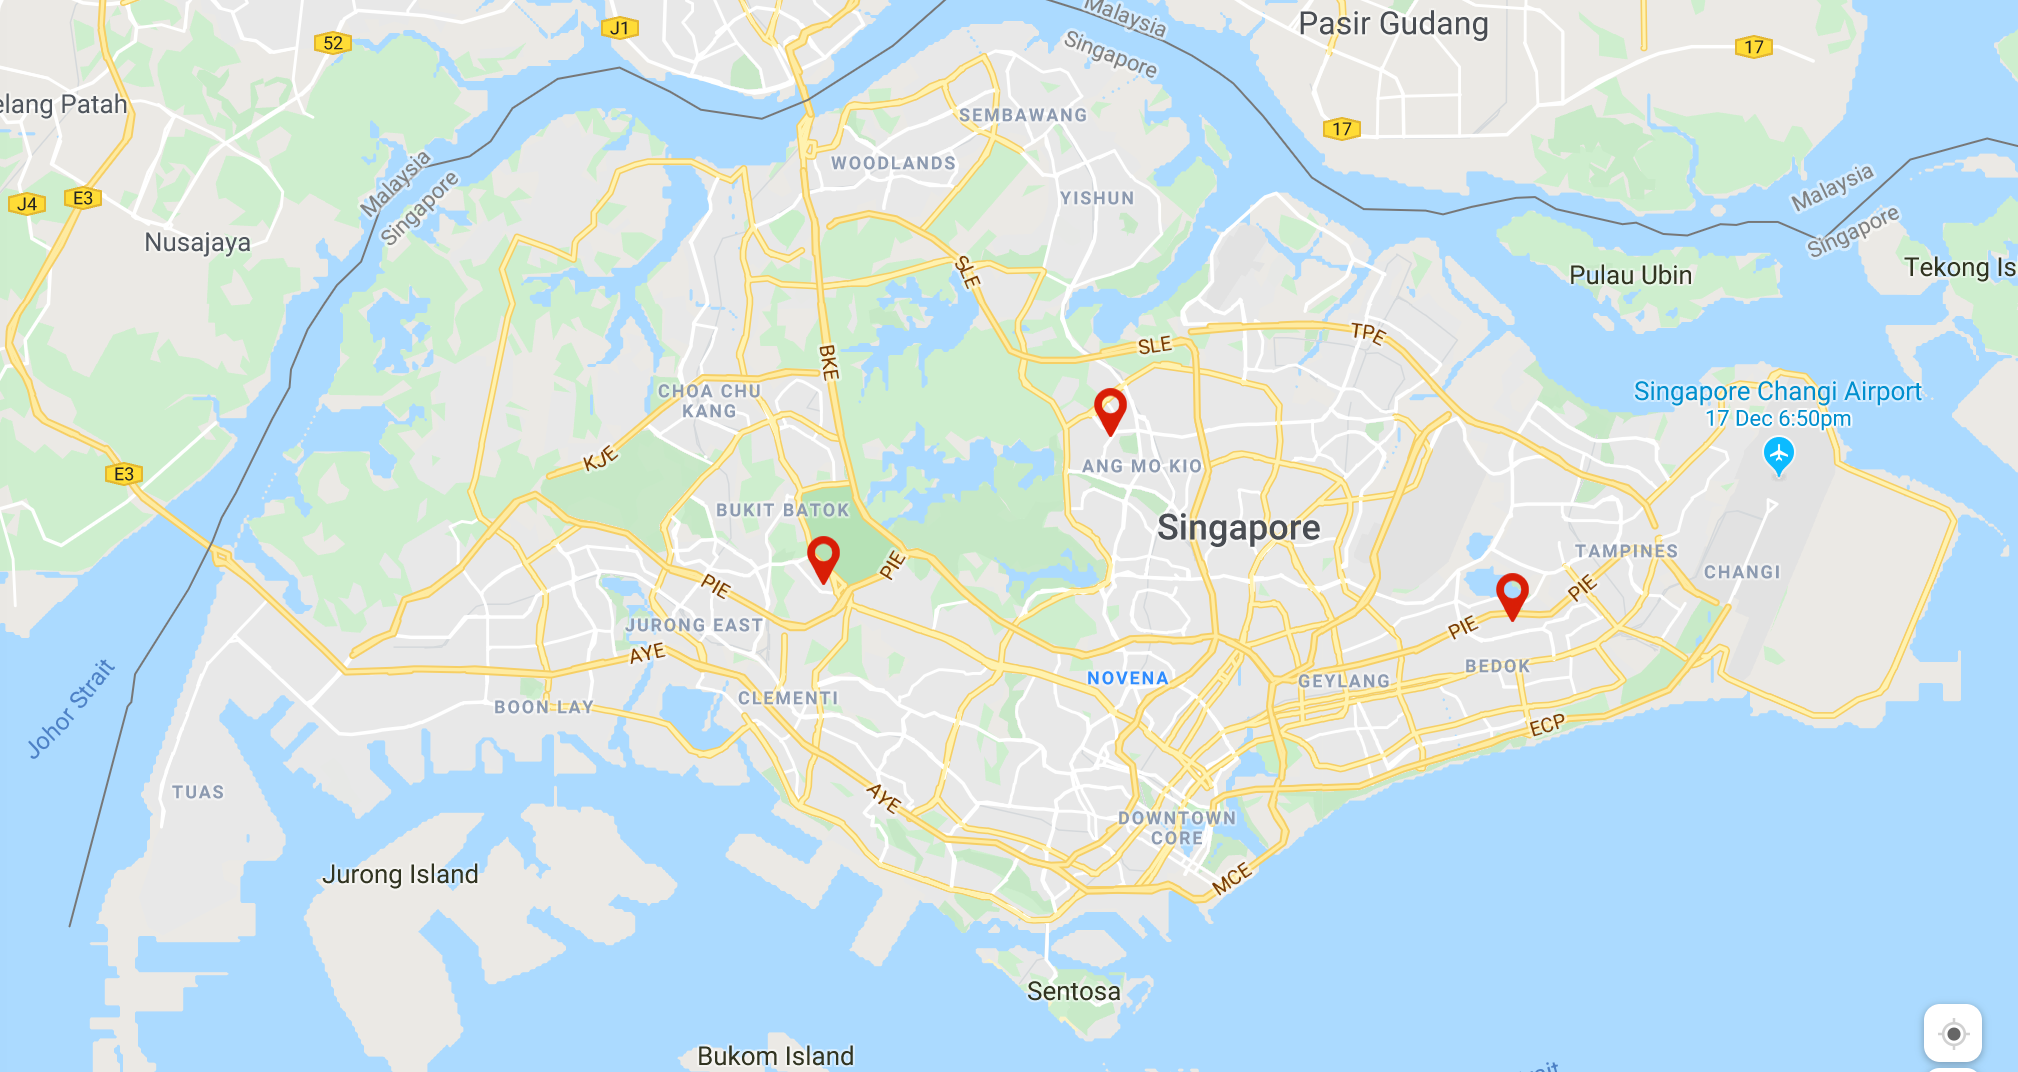 Malaysia
Singapore
Pasir Gudang
J1
52
17
elang Patah
SEMBAWANG
17
WOODLANDS
Malaysia
Singapore
YISHUN
Malaysia
Singapore
J4
E3
Nusajaya
SLE
Pulau Ubin
Tekong Is
TPE
SLE
BKE
CHOA CHU
KANG
Singapore Changi Airport
17 Dec 6:50pm
KJE
E3
ANG MO KIO
BUKIT BATOK
Singapore
TAMPINES
CHANGI
PIE
PIE
PIE
PIE
JURONG EAST
AYE
BEDOK
NOVENA
GEYLANG
CLEMENTI
BOON LAY
Johor Strait
ECP
TUAS
AYE
DOWNTOWN
CORE
MCE
Jurong Island
Sentosa
Bukom Island